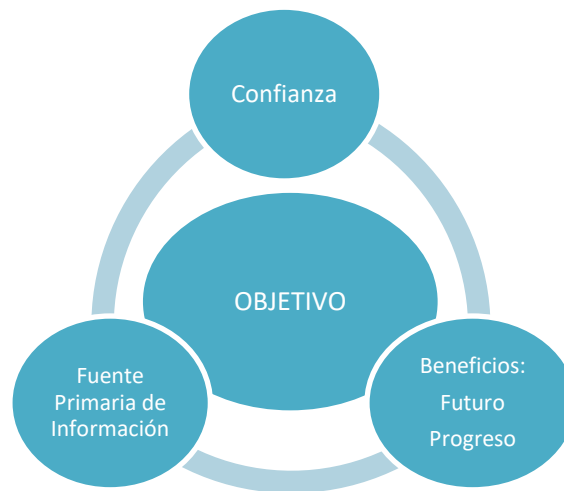 Confianza
OBJETIVO
Fuente
Primaria de
Información
Beneficios:
Futuro
Progreso